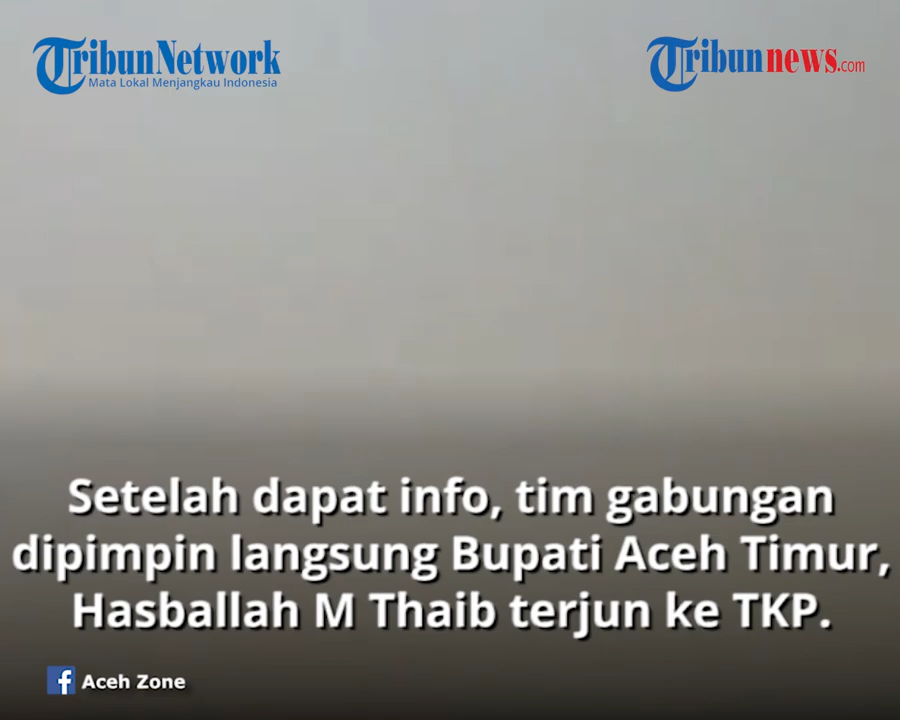 TribunNetwork
Mata Lokal Menjangkau Indonesia
Tribunnews.com
Setelah dapat info, tim gabungan
dipimpin langsung Bupati Aceh Timur,
Hasballah M Thaib terjun ke TKP.
f Aceh Zone